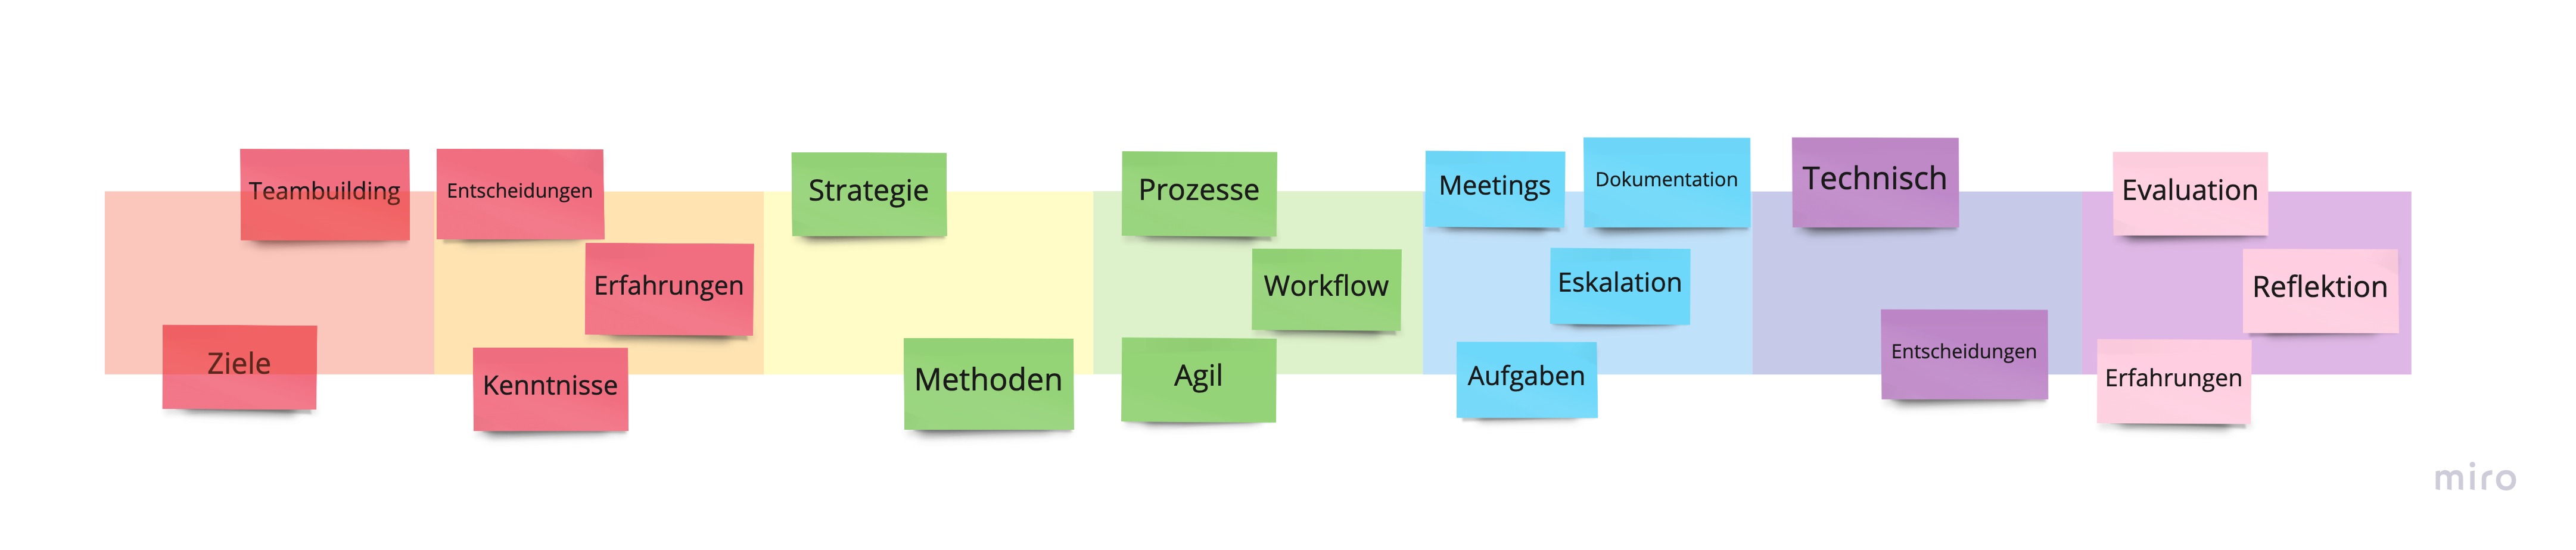 Teambuilding
Ziele
Entscheidungen
Erfahrungen
Kenntnisse
Strategie
Methoden
Prozesse
Workflow
Agil
Meetings
Dokumentation
Eskalation
Aufgaben
Technisch
Entscheidungen
Evaluation
Reflektion
Erfahrungen
miro